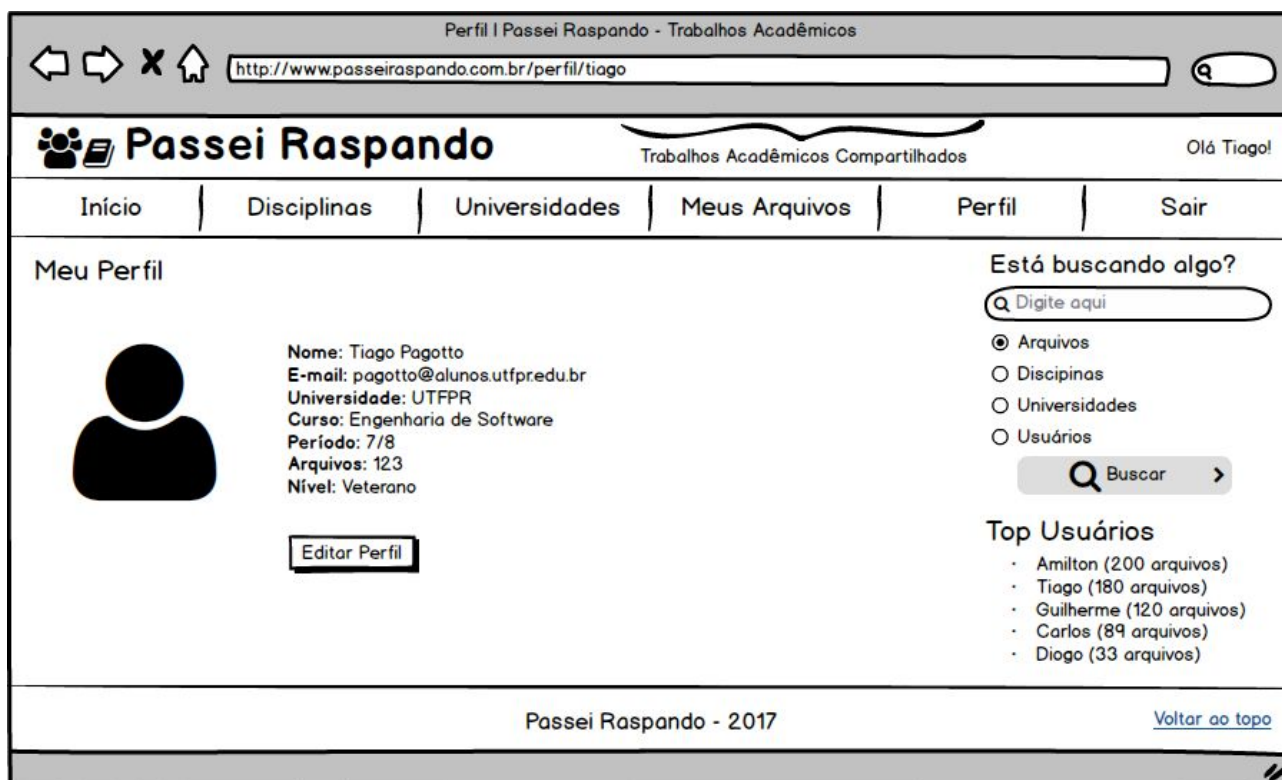 Perfil | Passei Raspando - Trabalhos Acadêmicos
http://www.passeiraspando.com.br/perfil/tiago
Passei Raspando
Trabalhos Acadêmicos Compartilhados
Olá Tiago!
Início
Disciplinas
Universidades
Meus Arquivos
Perfil
Sair
Meu Perfil
Nome: Tiago Pagotto
E-mail: pagotto@alunos.utfpr.edu.br
Universidade: UTFPR
Curso: Engenharia de Software
Período: 7/8
Arquivos: 123
Nível: Veterano
Editar Perfil
Está buscando algo?
Digite aqui
Arquivos
Discipinas
Universidades
Usuários
Buscar
Top Usuários
· Amilton (200 arquivos)
· Tiago (180 arquivos)
· Guilherme (120 arquivos)
· Carlos (89 arquivos)
· Diogo (33 arquivos)
Passei Raspando - 2017
Voltar ao topo